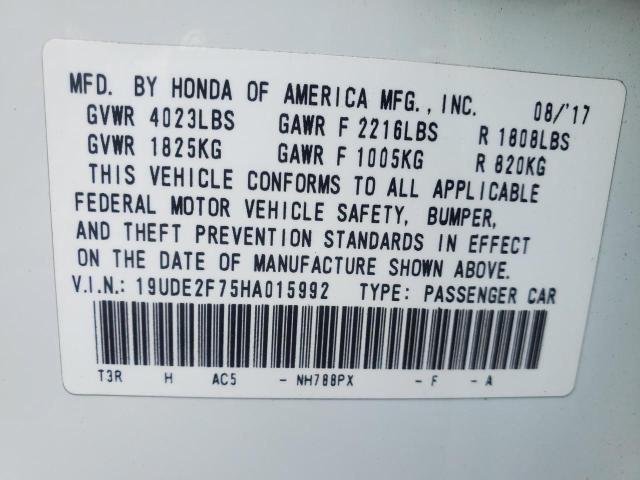 MFD. BY HONDA OF AMERICA MFG., INC. 08/'17
GVWR 4023LBS GAWR F 2216LBS R 1808LBS
GVWR 1825KG GAWR F 1005KG R 820KG
THIS VEHICLE CONFORMS TO ALL APPLICABLE
FEDERAL MOTOR VEHICLE SAFETY, BUMPER,
AND THEFT PREVENTION STANDARDS IN EFFECT
ON THE DATE OF MANUFACTURE SHOWN ABOVE.
V.I.N.: 19UDE2F75HA015992 TYPE: PASSENGER CAR
T3R H AC5 - NH788PX - F - A